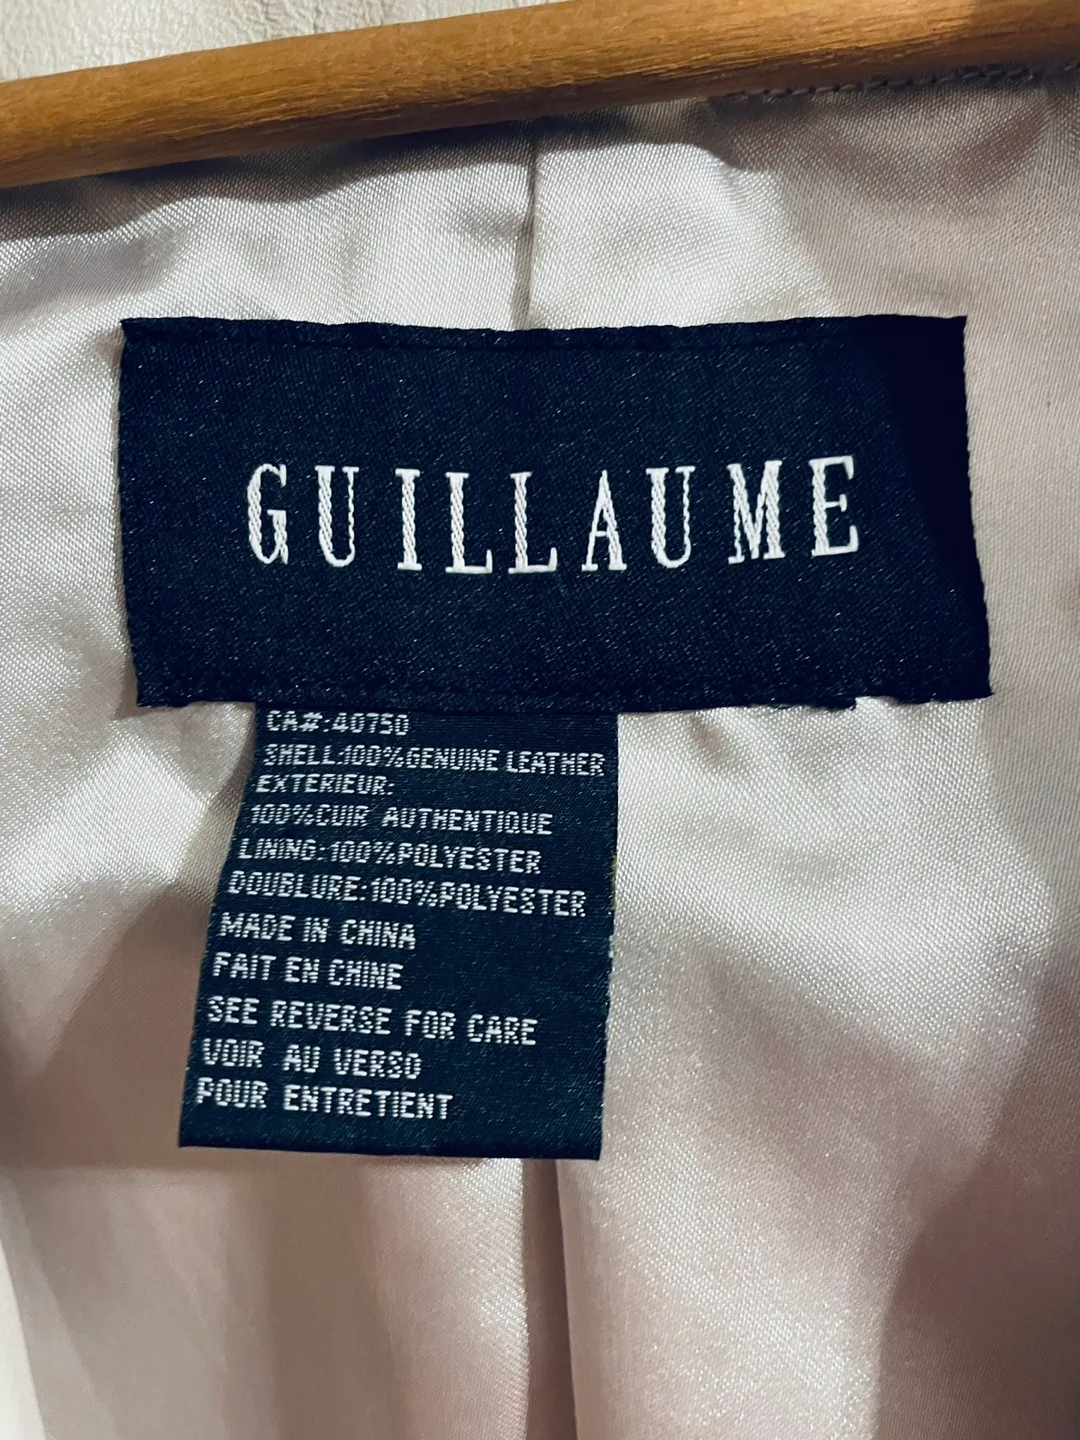 GUILLAUME
CA#:40750
SHELL:100%GENUINE LEATHER
EXTERIEUR:
100%CUIR AUTHENTIQUE
LINING:100%POLYESTER
DOUBLURE:100%POLYESTER
MADE IN CHINA
FAIT EN CHINE
SEE REVERSE FOR CARE
VOIR AU VERSO
POUR ENTRETIENT